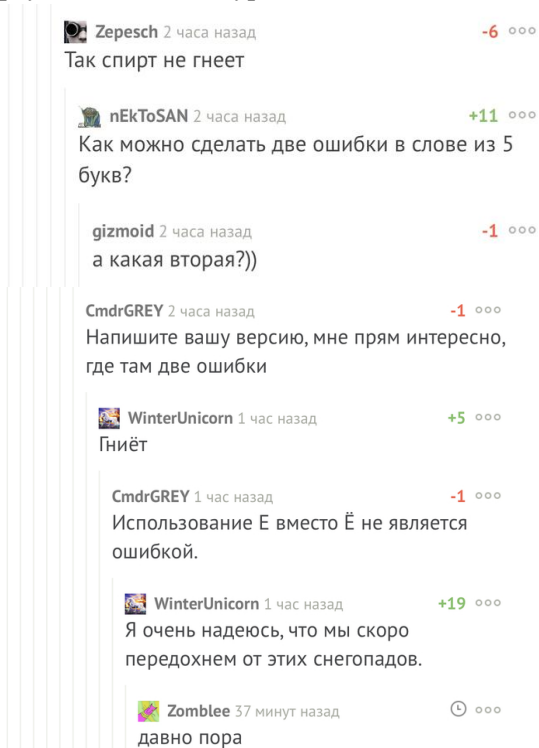 Zepesch 2 часа назад -6
Так спирт не гнеет
nEkToSAN 2 часа назад +11
Как можно сделать две ошибки в слове из 5
букв?
gizmoid 2 часа назад -1
а какая вторая?))
CmdrGREY 2 часа назад -1
Напишите вашу версию, мне прям интересно,
где там две ошибки
WinterUnicorn 1 час назад +5
Гниёт
CmdrGREY 1 час назад -1
Использование Е вместо Ё не является
ошибкой.
WinterUnicorn 1 час назад +19
Я очень надеюсь, что мы скоро
передохнем от этих снегопадов.
Zomblee 37 минут назад
давно пора